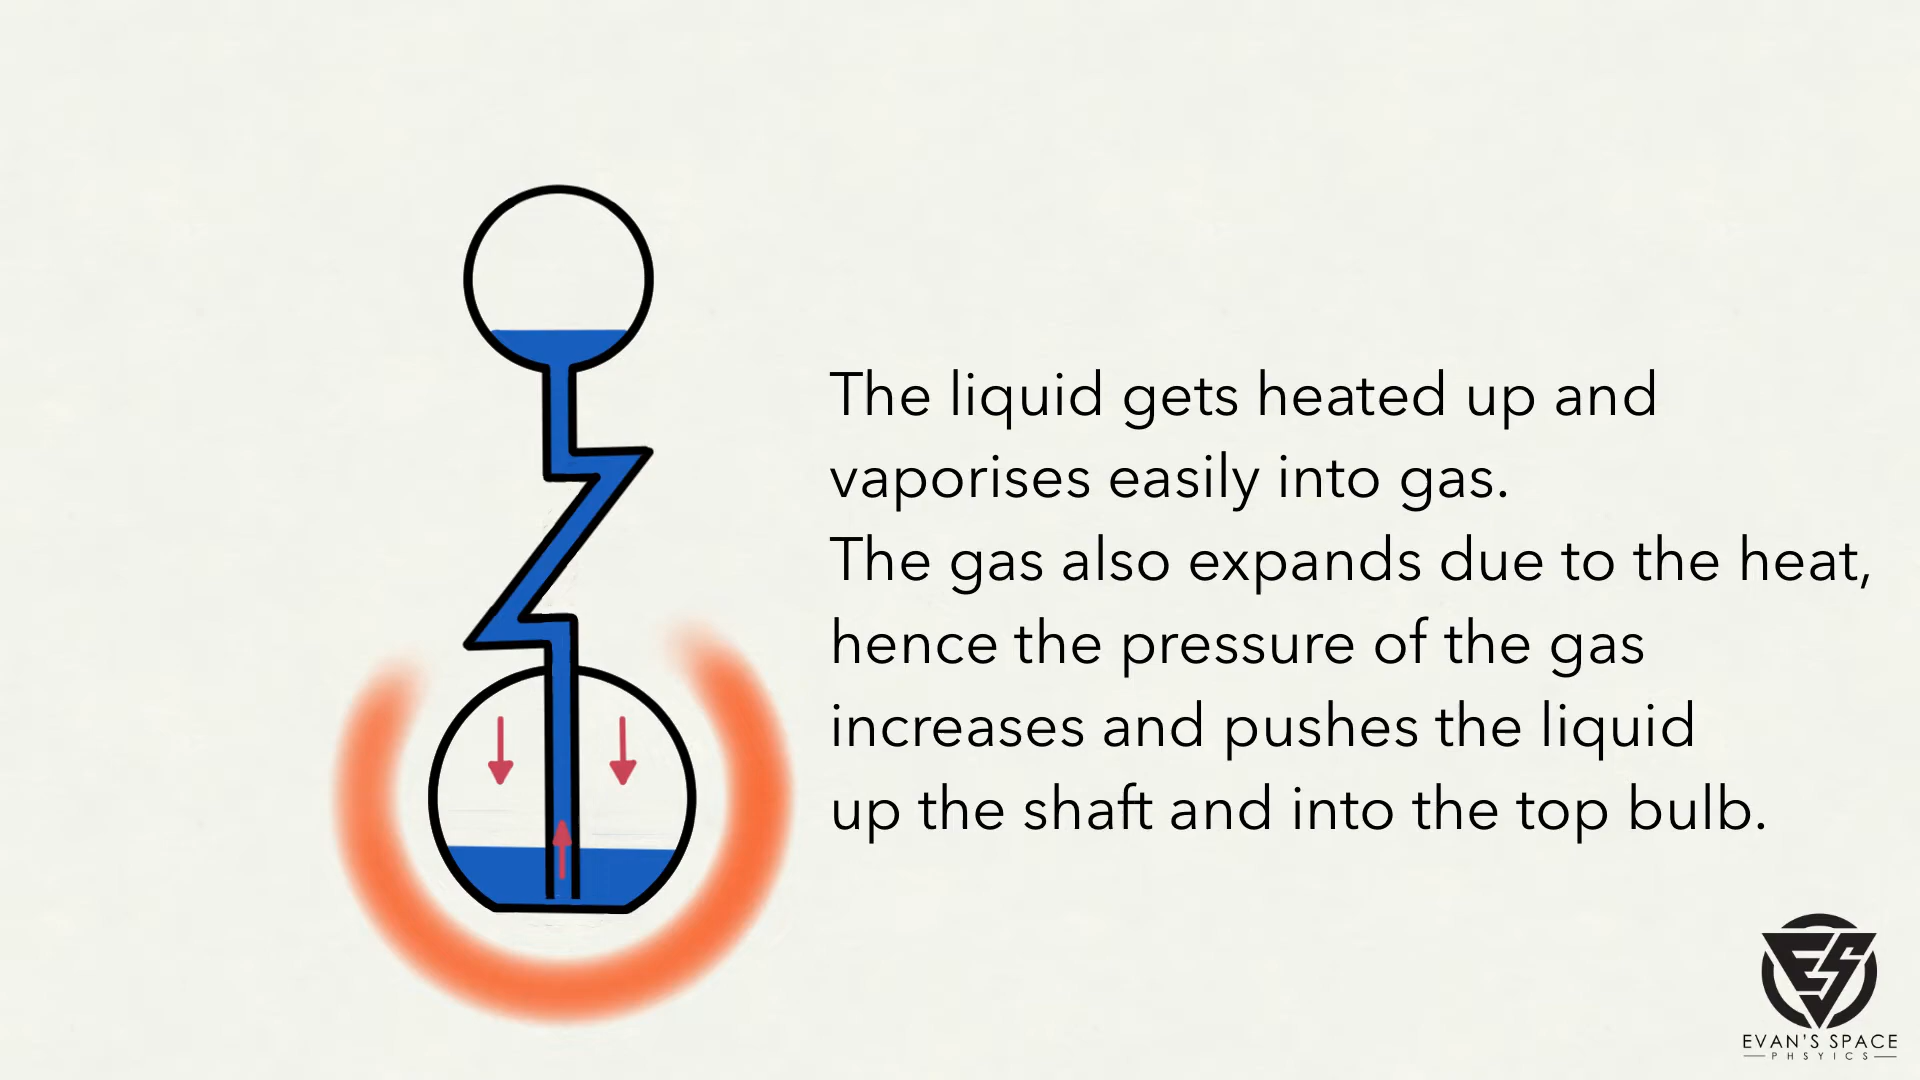 The liquid gets heated up and
vaporises easily into gas.
The gas also expands due to the heat,
hence the pressure of the gas
increases and pushes the liquid
up the shaft and into the top bulb.
ES
EVAN'S SPACE
PHSYICS